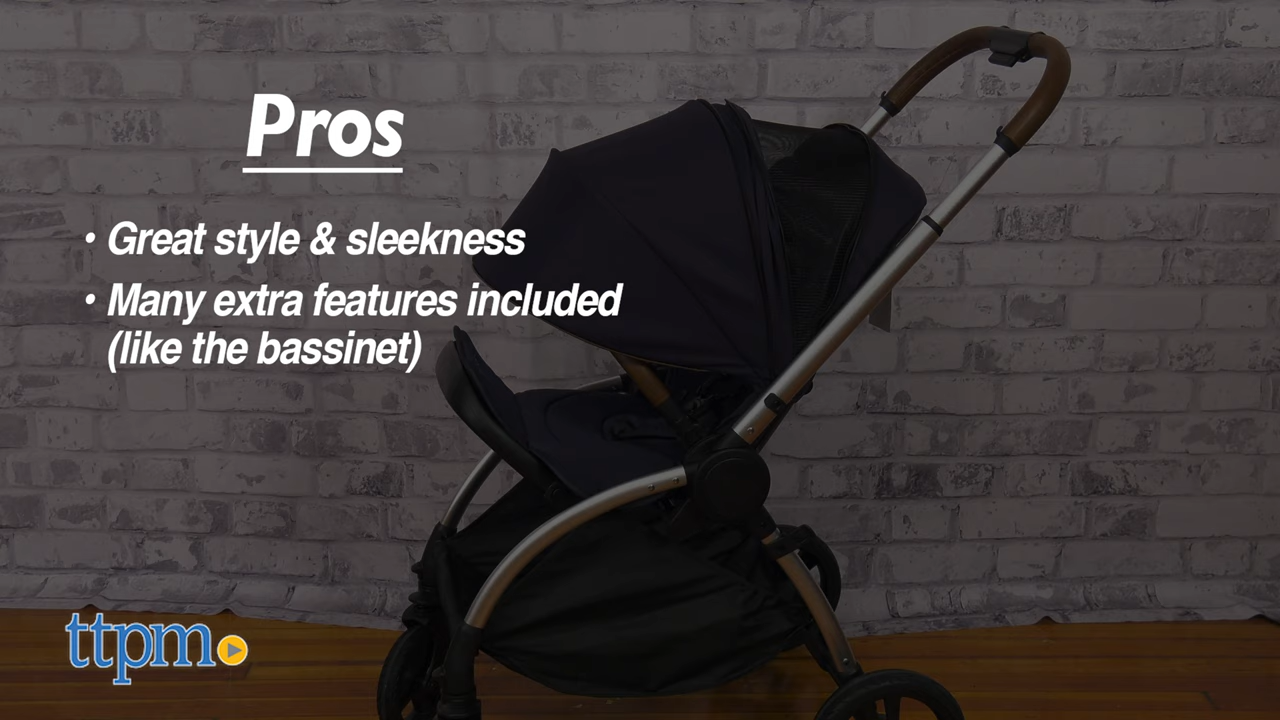 Pros
• Great style & sleekness
• Many extra features included
(like the bassinet)
ttpm